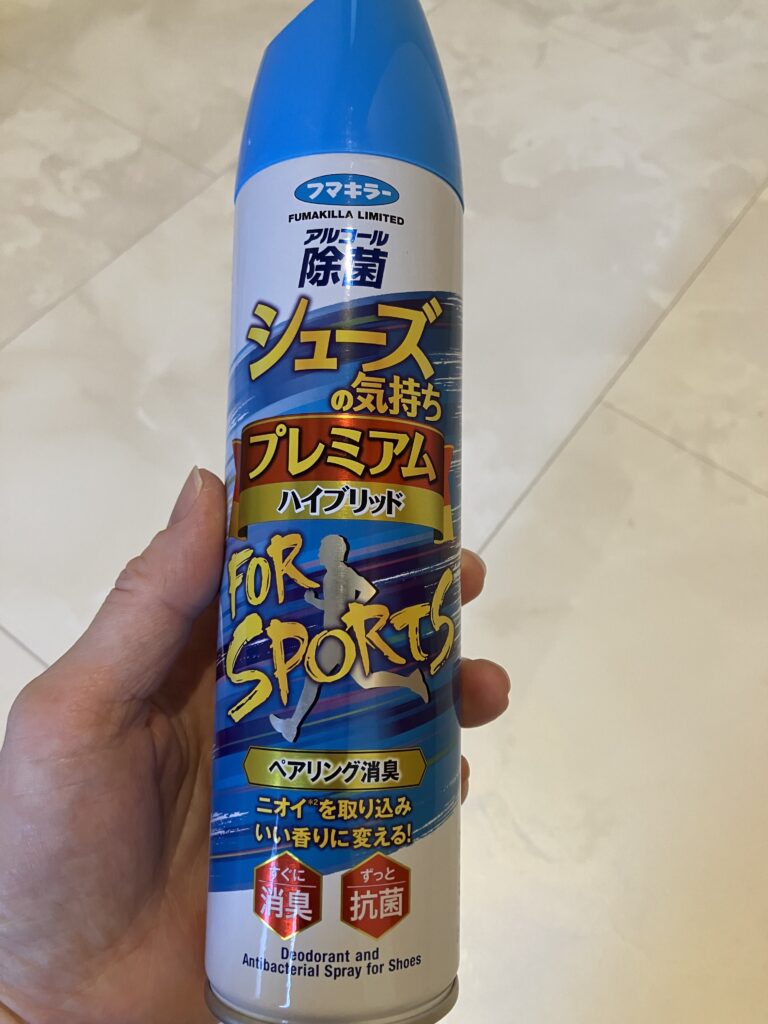 フマキラー
FUMAKILLA LIMITED
アルコール
除菌
シューズ
の気持ち
プレミアム
ハイブリッド
FOR
SPORTS
ペアリング消臭
ニオイ*2を取り込み
いい香りに変える!
すぐに
消臭
ずっと
抗菌
Deodorant and
Antibacterial Spray for Shoes